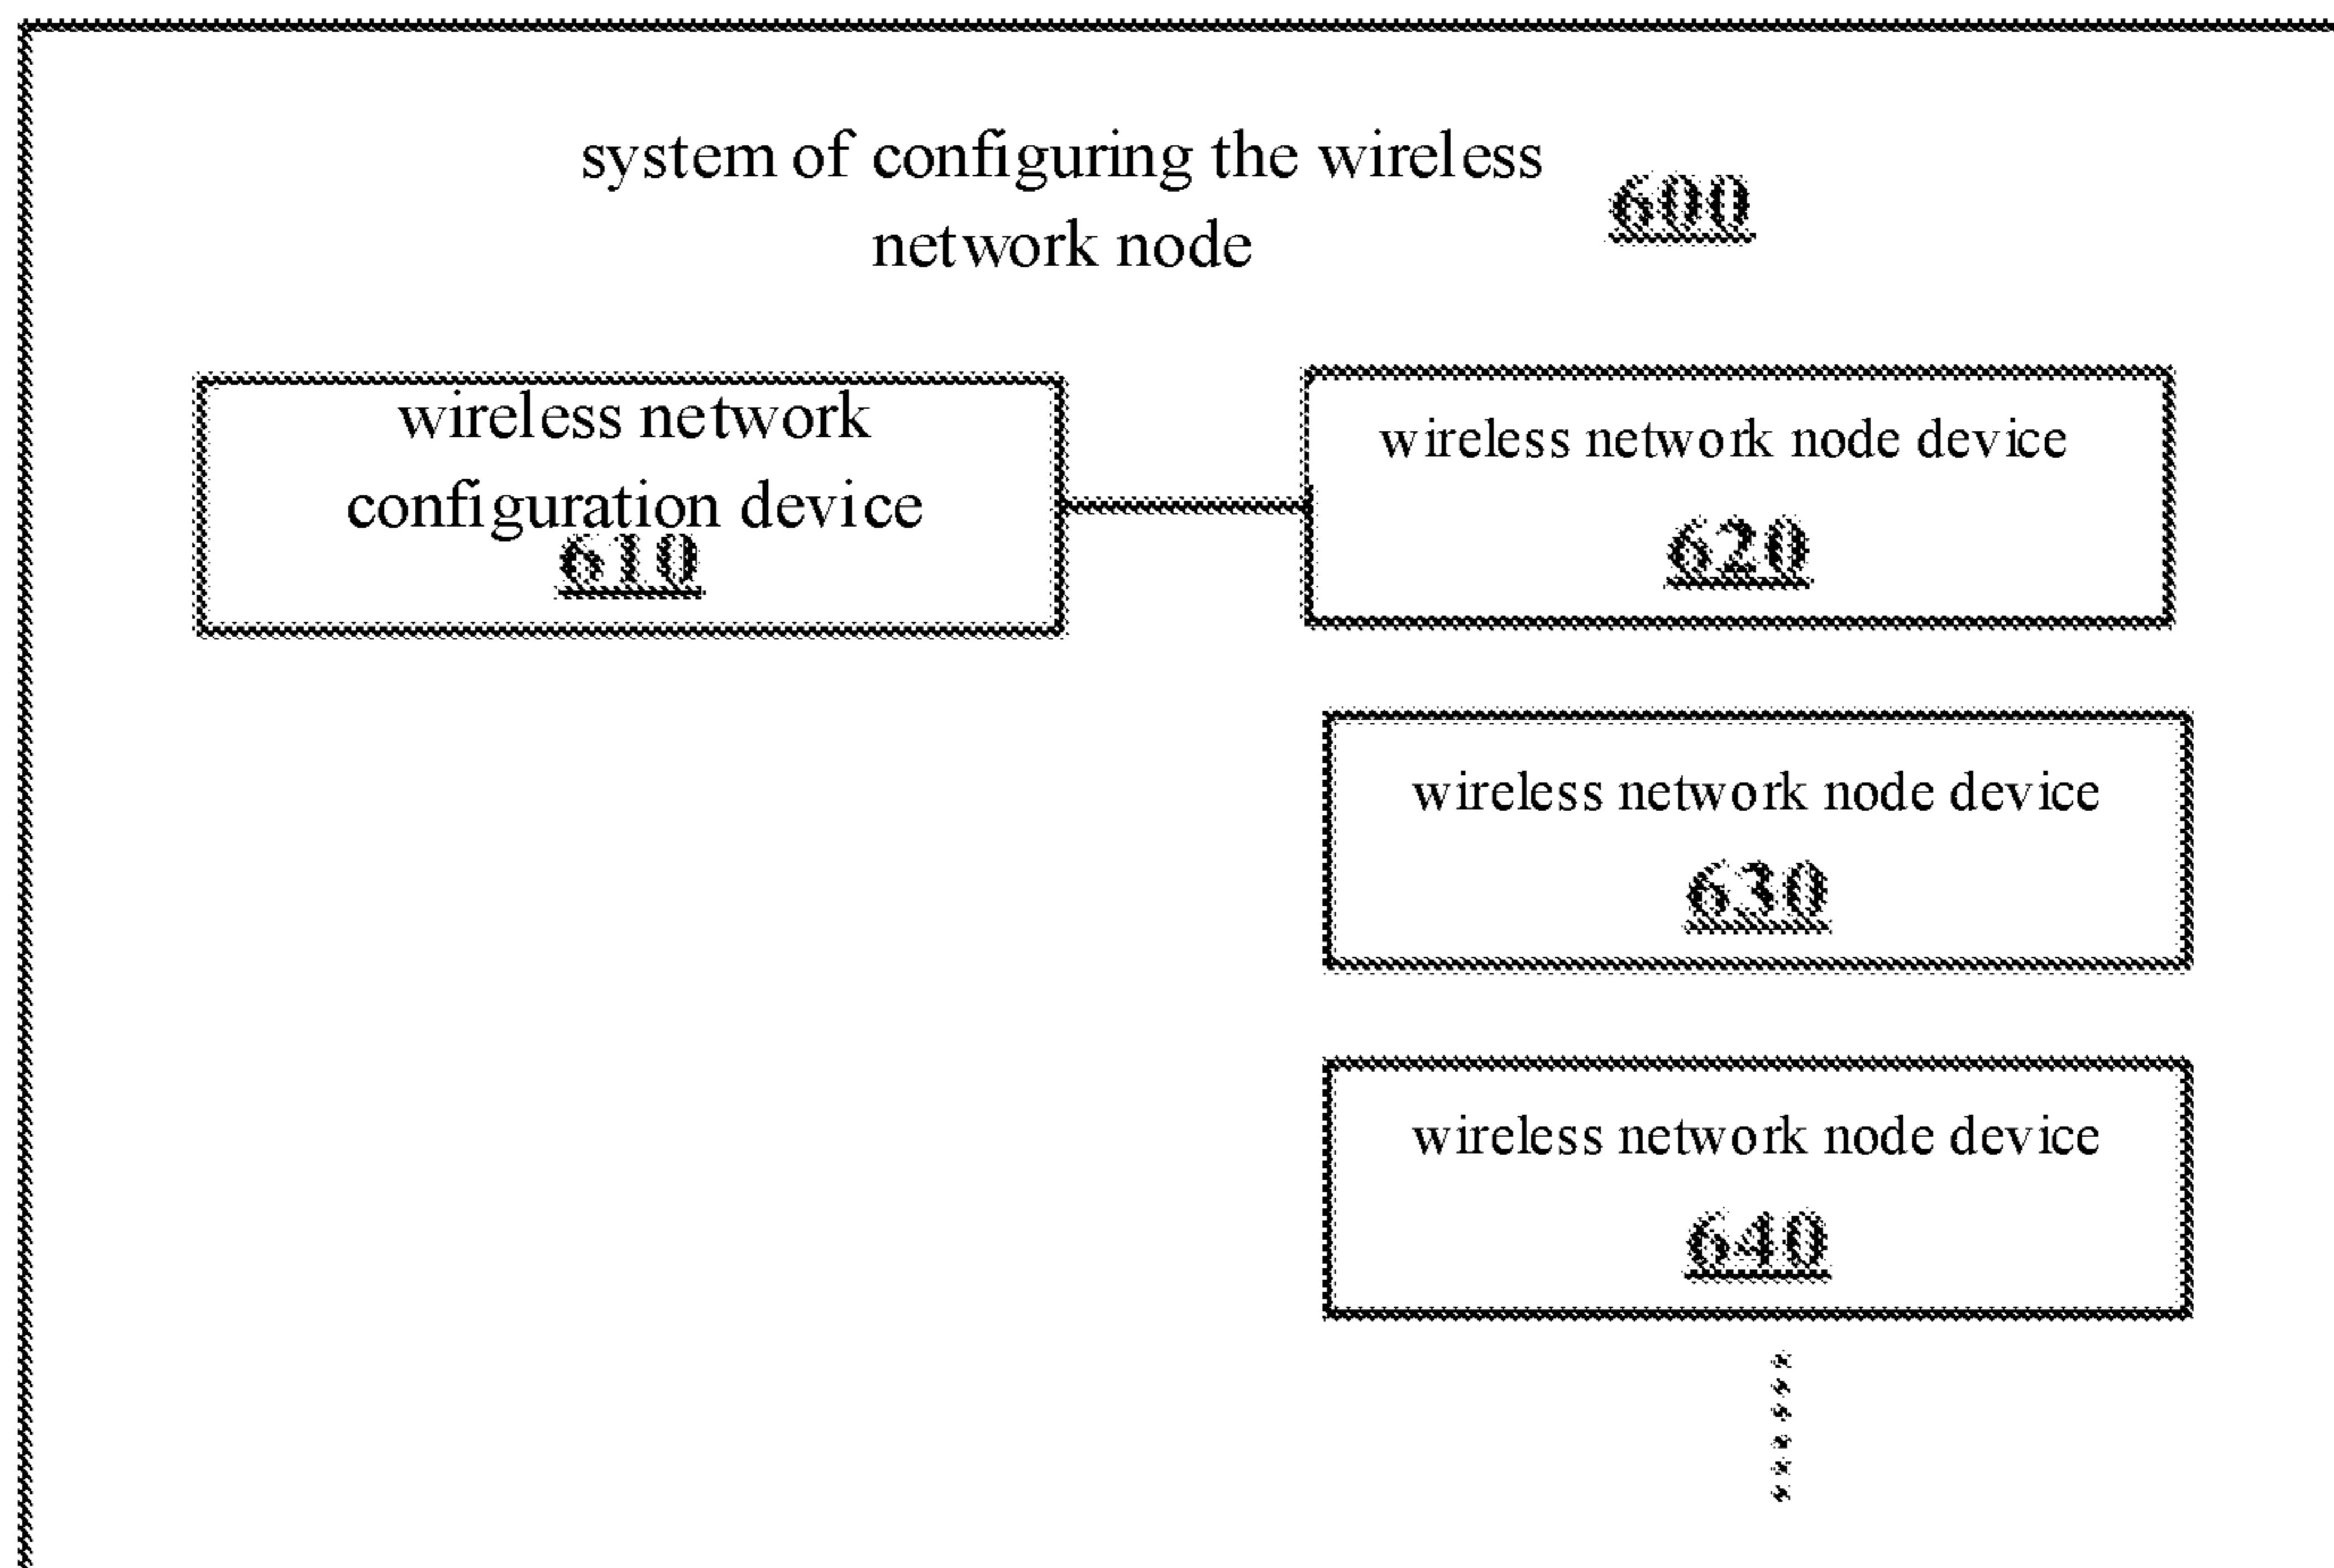 system of configuring the wireless
network node
600
wireless network
configuration device
610
wireless network node device
620
wireless network node device
630
wireless network node device
640